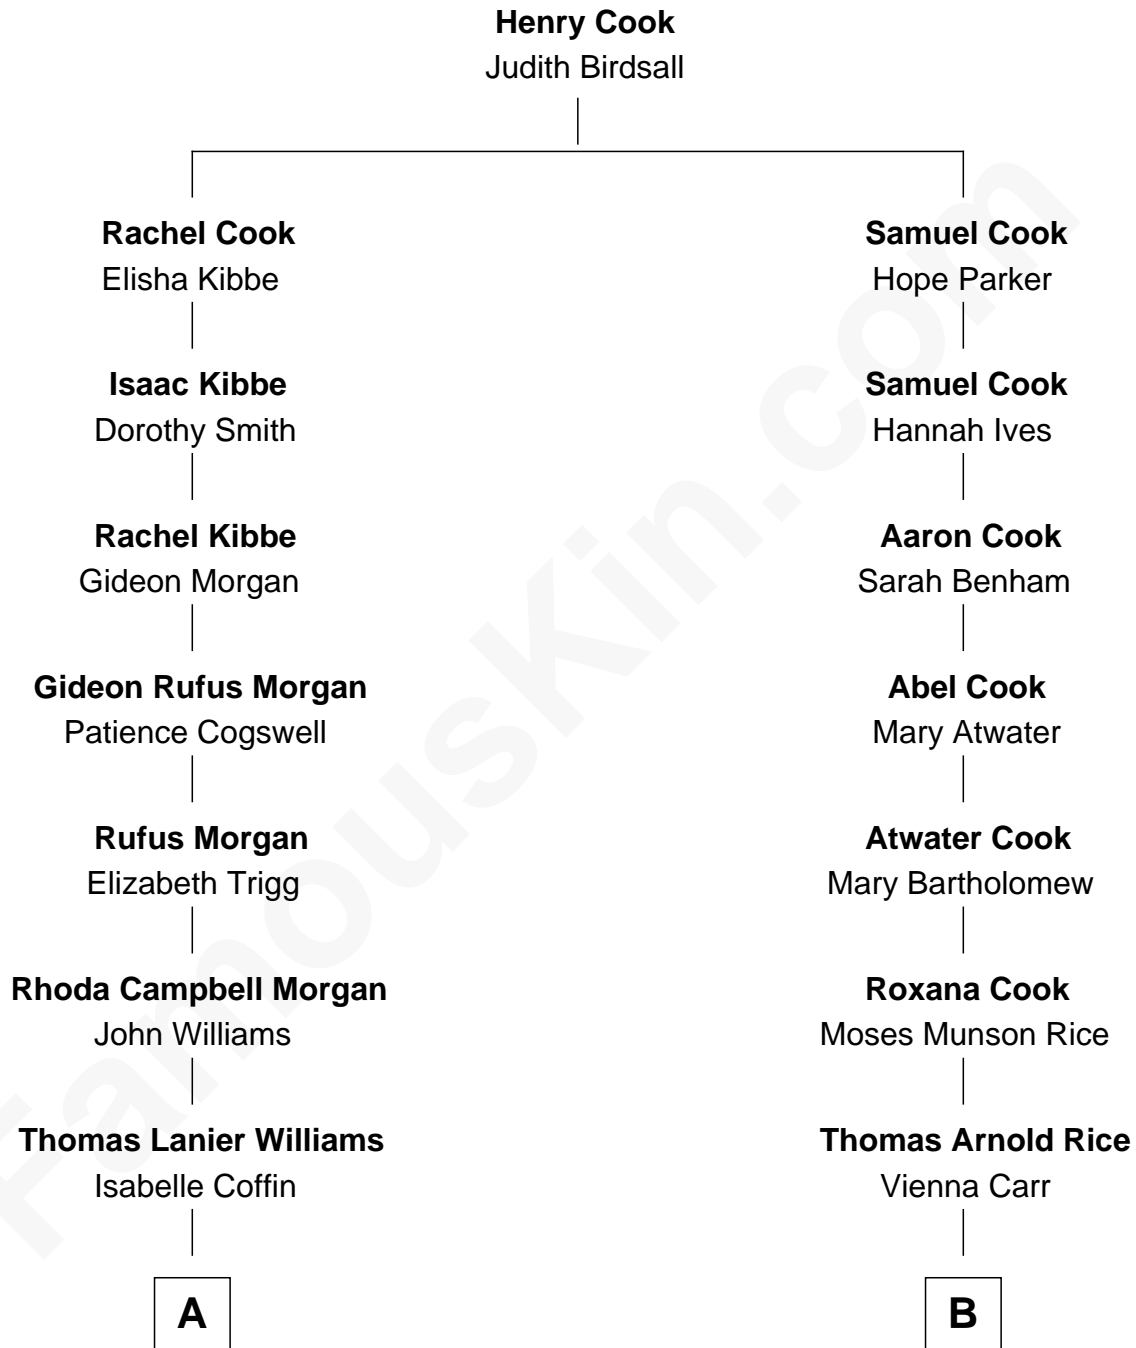 Henry Cook
Judith Birdsall
Rachel Cook
Elisha Kibbe
Samuel Cook
Hope Parker
Isaac Kibbe
Dorothy Smith
Samuel Cook
Hannah Ives
Rachel Kibbe
Gideon Morgan
Aaron Cook
Sarah Benham
Gideon Rufus Morgan
Patience Cogswell
Abel Cook
Mary Atwater
Rufus Morgan
Elizabeth Trigg
Atwater Cook
Mary Bartholomew
Rhoda Campbell Morgan
John Williams
Roxana Cook
Moses Munson Rice
Thomas Lanier Williams
Isabelle Coffin
Thomas Arnold Rice
Vienna Carr
A
B
FamousKin.com